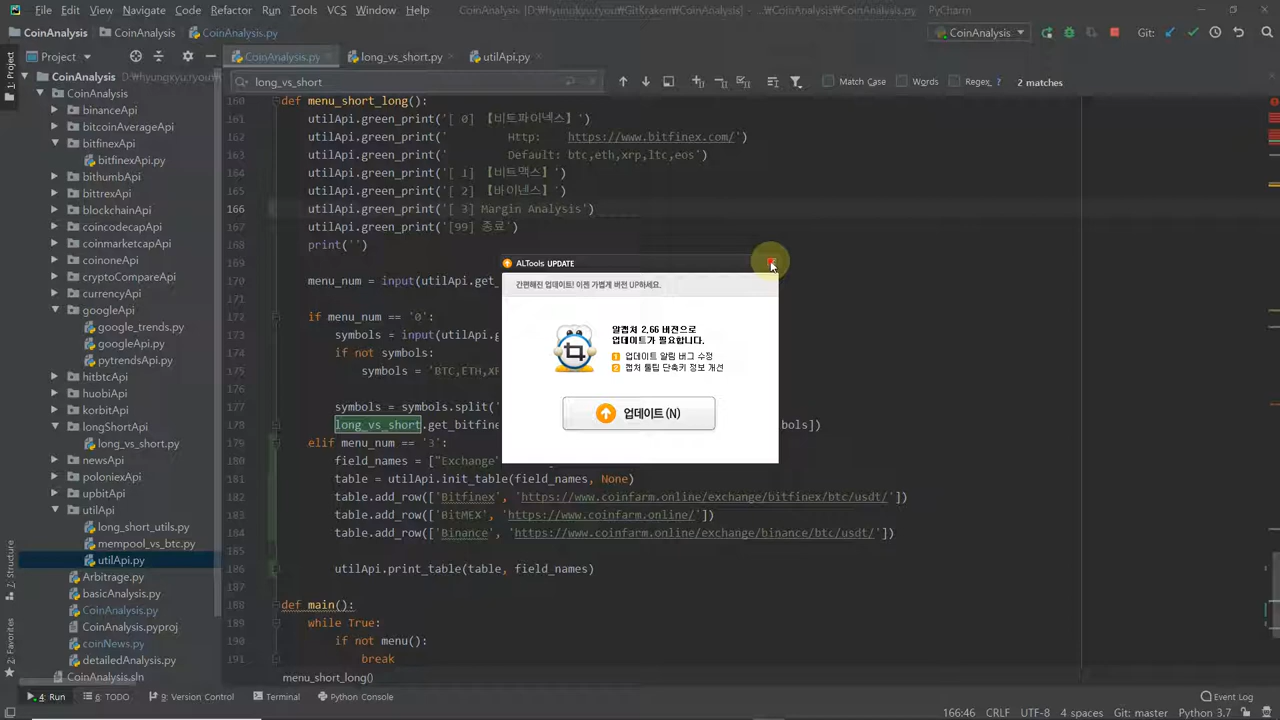 File Edit View Navigate Code Refactor Run Tools VCS Window Help CoinAnalysis - PyCharm
CoinAnalysis CoinAnalysis CoinAnalysis.py CoinAnalysis Git:
Project CoinAnalysis.py long_vs_short.py utilApi.py
long_vs_short Match Case Words Regex ? 2 matches
1: Project
7: Structure
2: Favorites
CoinAnalysis
CoinAnalysis
binanceApi
bitcoinAverageApi
bitfinexApi
bitfinexApi.py
bithumbApi
bittrexApi
blockchainApi
coincodecapApi
coinmarketcapApi
coinoneApi
cryptoCompareApi
currencyApi
googleApi
google_trends.py
googleApi.py
pytrendsApi.py
hitbtcApi
huobiApi
korbitApi
longShortApi
long_vs_short.py
newsApi
poloniexApi
upbitApi
utilApi
long_short_utils.py
mempool_vs_btc.py
utilApi.py
Arbitrage.py
basicAnalysis.py
CoinAnalysis.py
CoinAnalysis.pyproj
coinNews.py
detailedAnalysis.py
CoinAnalysis.sln
160 def menu_short_long():
161 utilApi.green_print('[ 0] 【비트파이넥스】')
162 utilApi.green_print(' Http: https://www.bitfinex.com/')
163 utilApi.green_print(' Default: btc,eth,xrp,ltc,eos')
164 utilApi.green_print('[ 1] 【비트멕스】')
165 utilApi.green_print('[ 2] 【바이낸스】')
166 utilApi.green_print('[ 3] Margin Analysis')
167 utilApi.green_print('[99] 종료')
168 print('')
169
170 menu_num = input(utilApi.get_
172 if menu_num == '0':
173 symbols = input(utilApi.get_
174 if not symbols:
175 symbols = 'BTC,ETH,XR
176
177 symbols = symbols.split('
178 long_vs_short.get_bitfine bols])
179 elif menu_num == '3':
180 field_names = ["Exchange"
181 table = utilApi.init_table(field_names, None)
182 table.add_row(['Bitfinex', 'https://www.coinfarm.online/exchange/bitfinex/btc/usdt/'])
183 table.add_row(['BitMEX', 'https://www.coinfarm.online/'])
184 table.add_row(['Binance', 'https://www.coinfarm.online/exchange/binance/btc/usdt/'])
185
186 utilApi.print_table(table, field_names)
187
188 def main():
189 while True:
190 if not menu():
191 break
menu_short_long()
ALTools UPDATE
간편해진 업데이트! 이젠 가볍게 버전 UP하세요.
알캡쳐 2.66 버전으로
업데이트가 필요합니다.
1 업데이트 알림 버그 수정
2 캡쳐 툴팁 단축키 정보 개선
업데이트 (N)
4: Run 6: TODO 9: Version Control Terminal Python Console Event Log
166:46 CRLF UTF-8 4 spaces Git: master Python 3.7